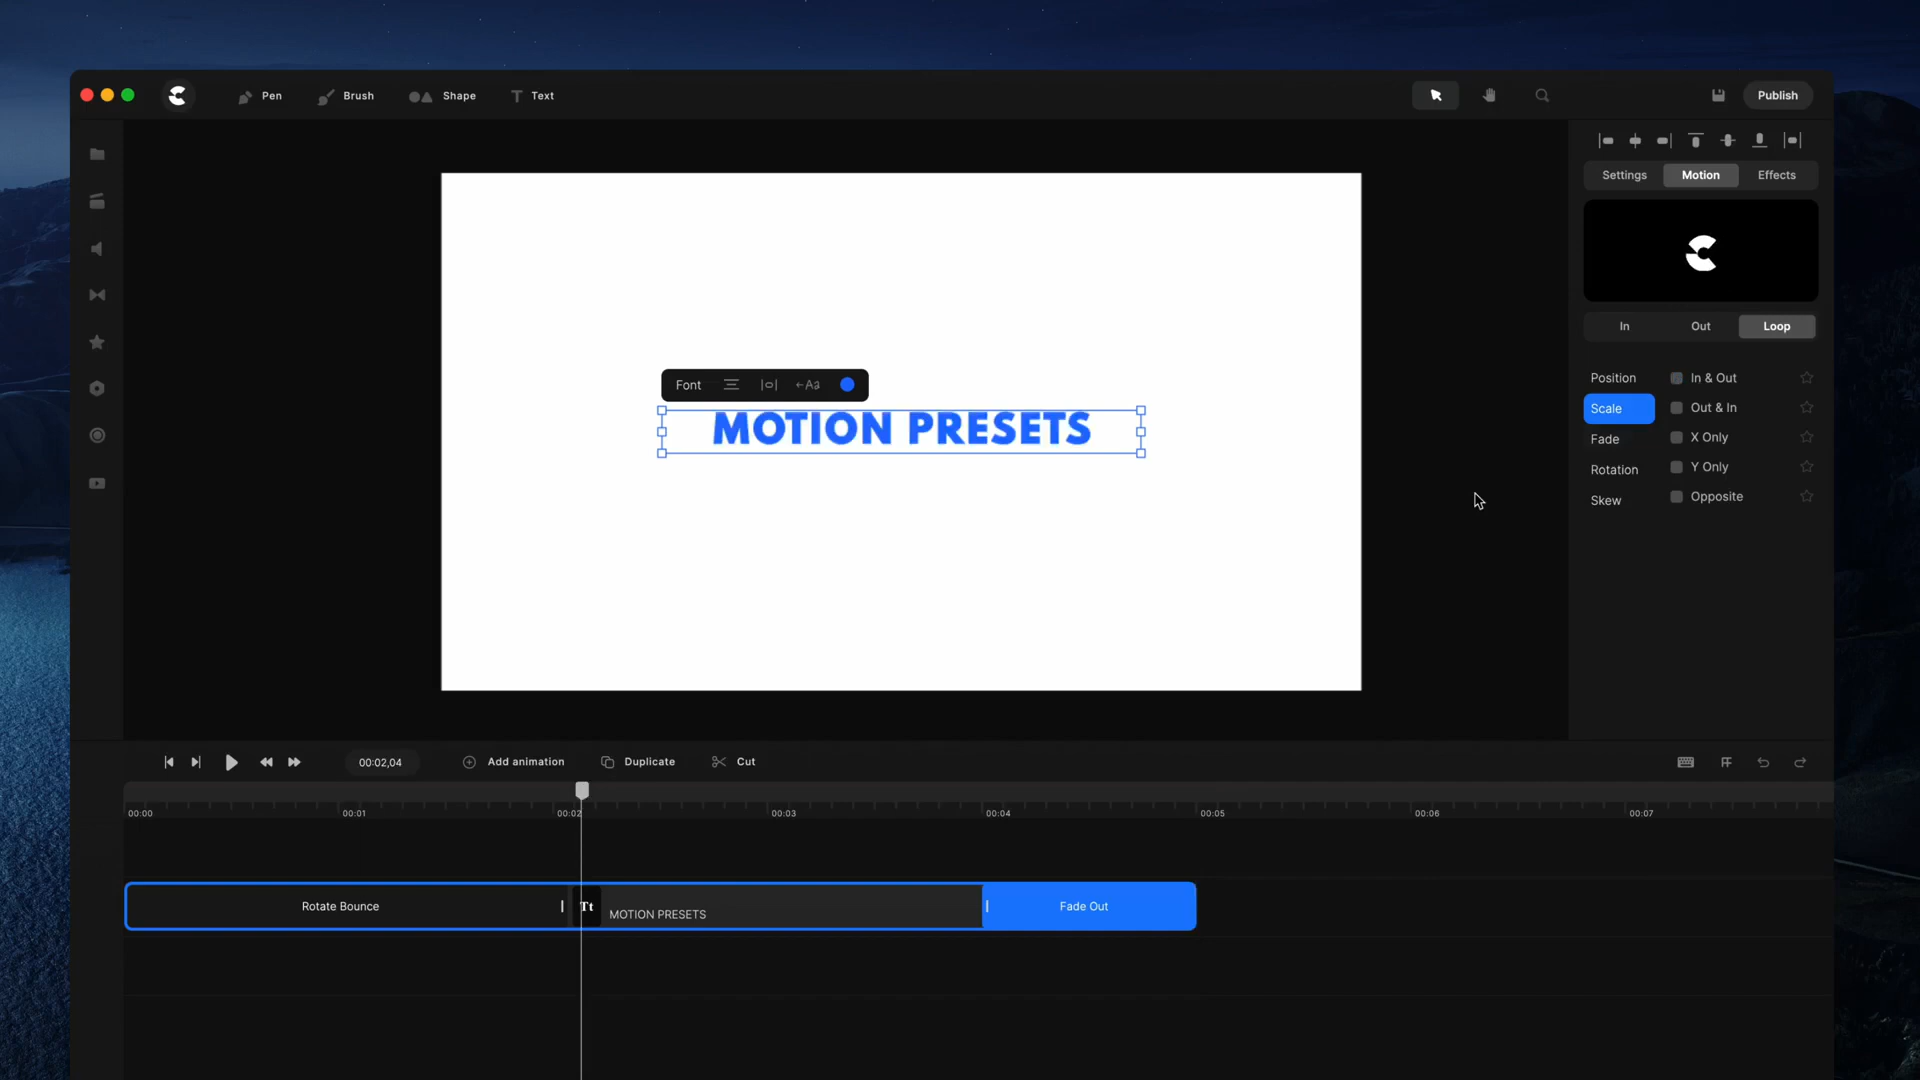 Pen
Brush
Shape
Text
Publish
Settings
Motion
Effects
In
Out
Loop
Position
Scale
Fade
Rotation
Skew
In & Out
Out & In
X Only
Y Only
Opposite
Font
Aa
MOTION PRESETS
00:02,04
Add animation
Duplicate
Cut
00:00
00:01
00:02
00:03
00:04
00:05
00:06
00:07
Rotate Bounce
Tt
MOTION PRESETS
Fade Out